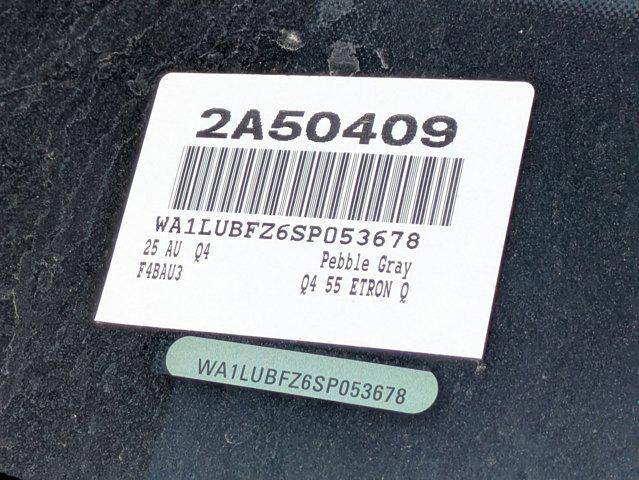 2A50409
WA1LUBFZ6SP053678
25 AU Q4 Pebble Gray
F4BAU3 Q4 55 ETRON Q
WA1LUBFZ6SP053678